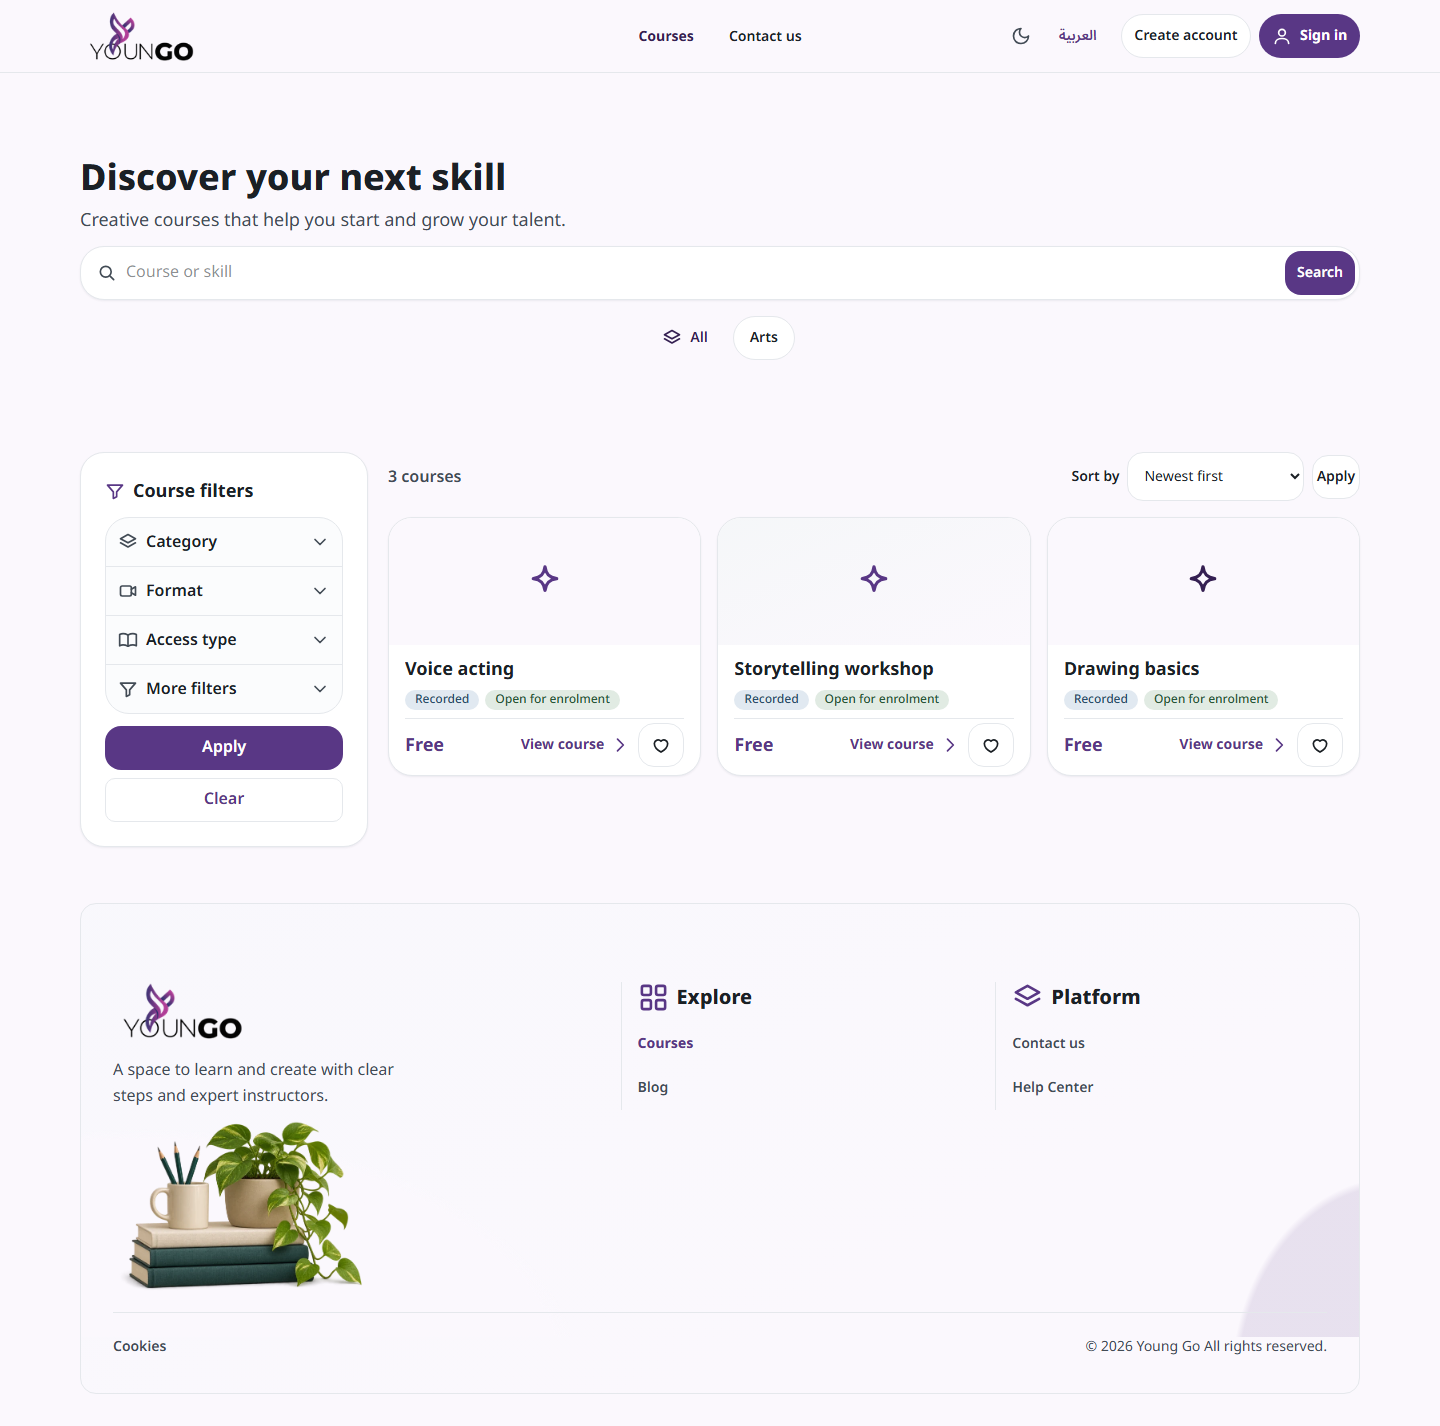 YOUNGO
Courses
Contact us
العربية
Create account
Sign in
Discover your next skill
Creative courses that help you start and grow your talent.
Course or skill
Search
All
Arts
Course filters
Category
Format
Access type
More filters
Apply
Clear
3 courses
Sort by
Newest first
Apply
Voice acting
Recorded
Open for enrolment
Free
View course
Storytelling workshop
Recorded
Open for enrolment
Free
View course
Drawing basics
Recorded
Open for enrolment
Free
View course
YOUNGO
A space to learn and create with clear
steps and expert instructors.
Explore
Courses
Blog
Platform
Contact us
Help Center
Cookies
© 2026 Young Go All rights reserved.